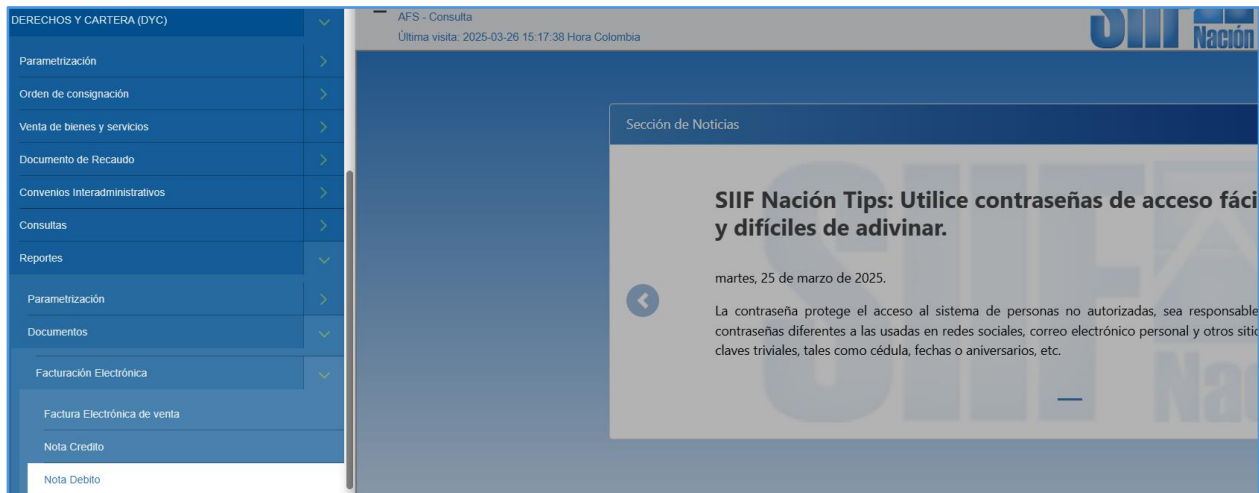 DERECHOS Y CARTERA (DYC)
Parametrización
Orden de consignación
Venta de bienes y servicios
Documento de Recaudo
Convenios Interadministrativos
Consultas
Reportes
Parametrización
Documentos
Facturación Electrónica
Factura Electrónica de venta
Nota Credito
Nota Debito
AFS - Consulta
Última visita: 2025-03-26 15:17:38 Hora Colombia
SIIF
Nación
Sección de Noticias
SIIF Nación Tips: Utilice contraseñas de acceso fáci
y difíciles de adivinar.
martes, 25 de marzo de 2025.
La contraseña protege el acceso al sistema de personas no autorizadas, sea responsable
contraseñas diferentes a las usadas en redes sociales, correo electrónico personal y otros sitio
claves triviales, tales como cédula, fechas o aniversarios, etc.